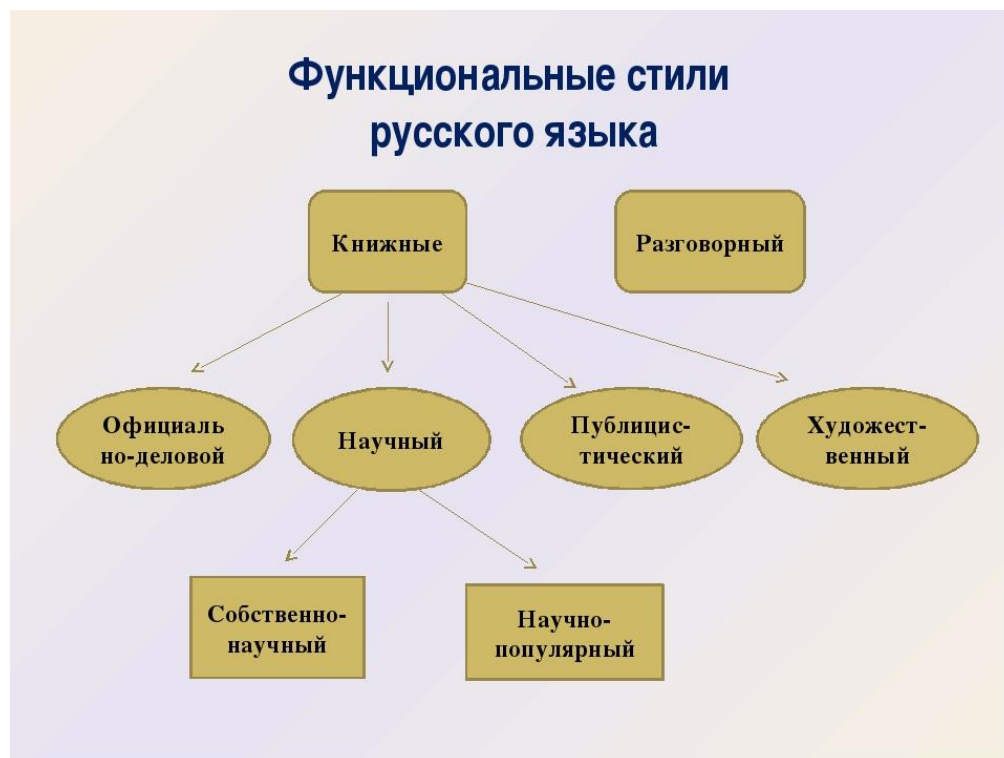 Функциональные стили
русского языка
Книжные
Разговорный
Официаль
но-деловой
Научный
Публицис-
тический
Художест-
венный
Собственно-
научный
Научно-
популярный